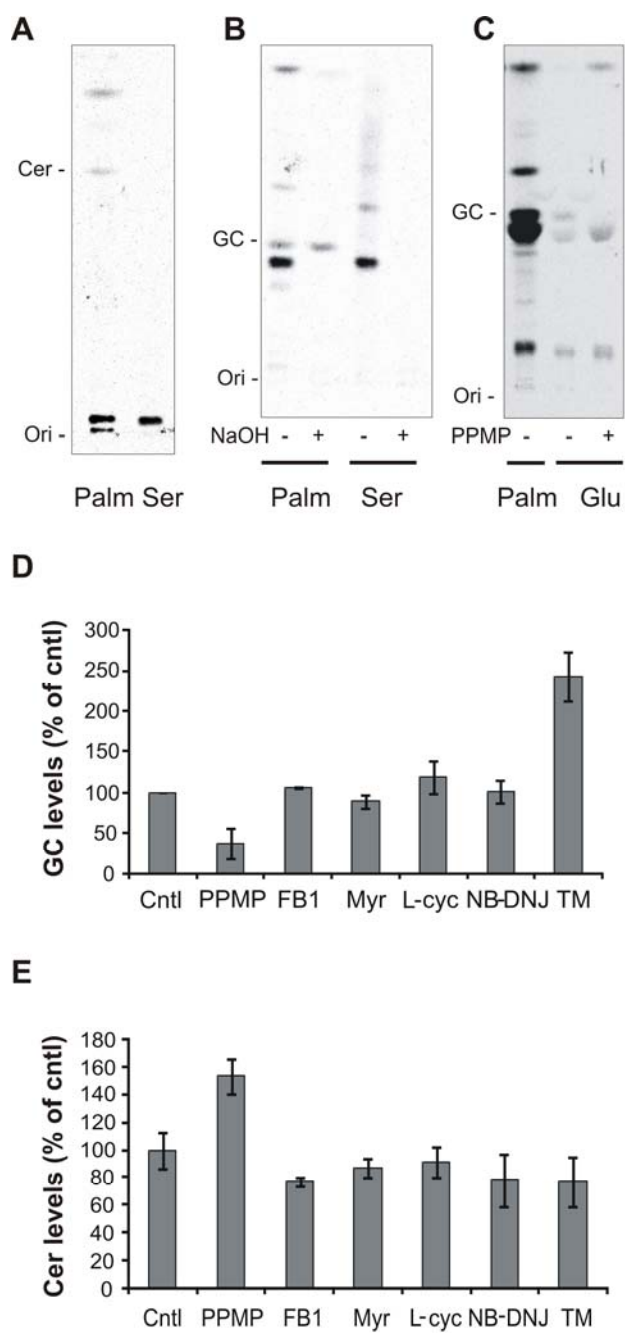 A
B
C
Cer -
GC -
GC -
Ori -
Ori -
Ori -
NaOH - + - +
PPMP - - +
Palm Ser
Palm Ser
Palm Glu
D
GC levels (% of cntl)
300
250
200
150
100
50
0
Cntl PPMP FB1 Myr L-cyc NB-DNJ TM
E
Cer levels (% of cntl)
180
160
140
120
100
80
60
40
20
0
Cntl PPMP FB1 Myr L-cyc NB-DNJ TM